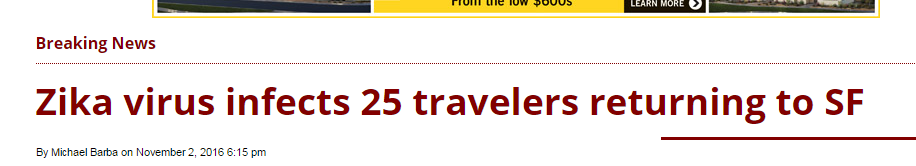 From the low $600s
LEARN MORE
Breaking News
Zika virus infects 25 travelers returning to SF
By Michael Barba on November 2, 2016 6:15 pm